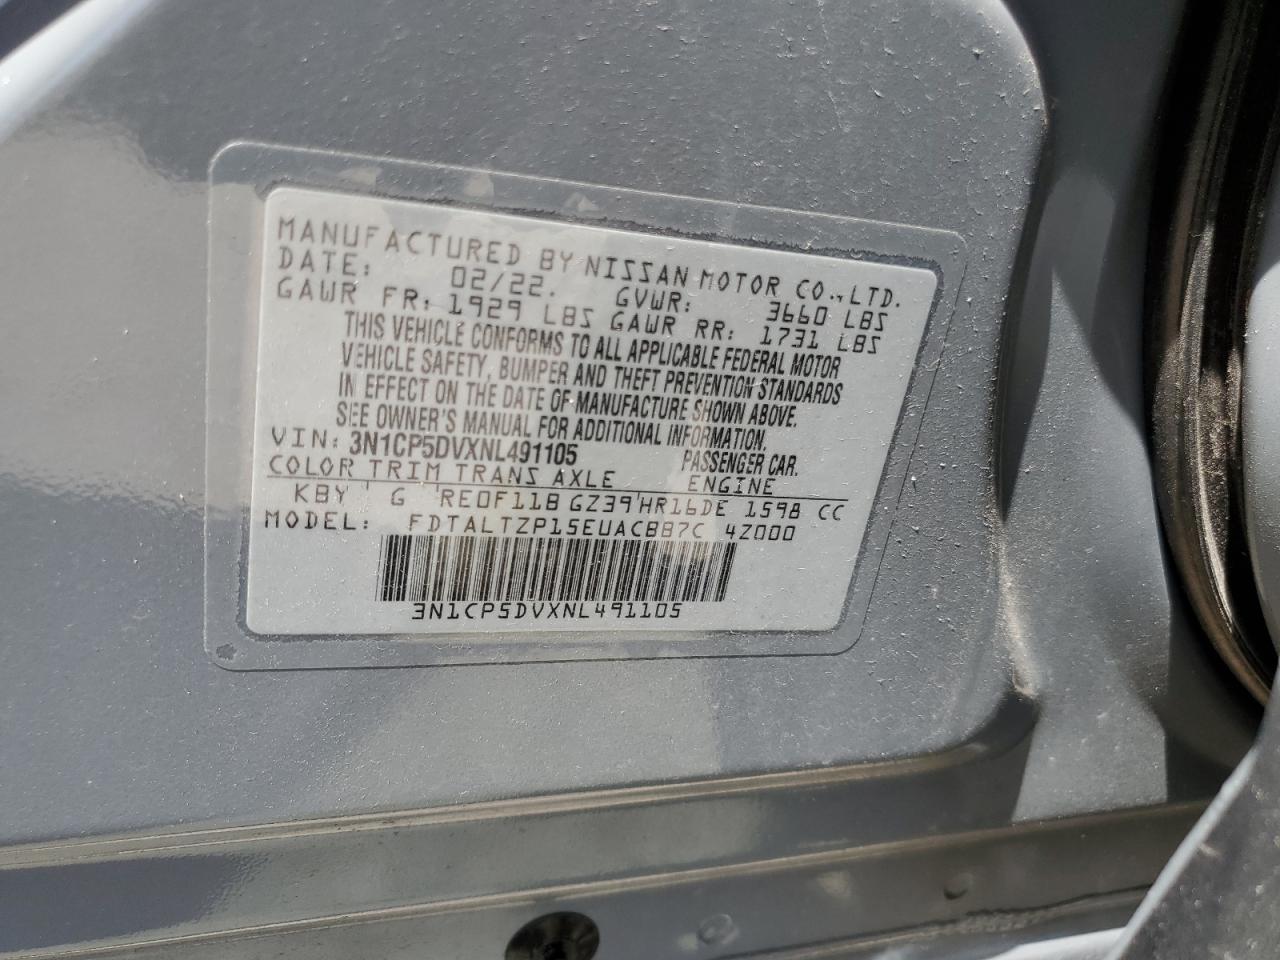 MANUFACTURED BY NISSAN MOTOR CO., LTD.
DATE: 02/22. GVWR: 3660 LBS
GAWR FR: 1929 LBS GAWR RR: 1731 LBS
THIS VEHICLE CONFORMS TO ALL APPLICABLE FEDERAL MOTOR
VEHICLE SAFETY, BUMPER AND THEFT PREVENTION STANDARDS
IN EFFECT ON THE DATE OF MANUFACTURE SHOWN ABOVE.
SEE OWNER'S MANUAL FOR ADDITIONAL INFORMATION.
VIN: 3N1CP5DVXNL491105 PASSENGER CAR.
COLOR TRIM TRANS AXLE ENGINE
KBY G RE0F11B GZ39 HR16DE 1598 CC
MODEL: FDTALTZP15EUACBB7C 4Z000
3N1CP5DVXNL491105